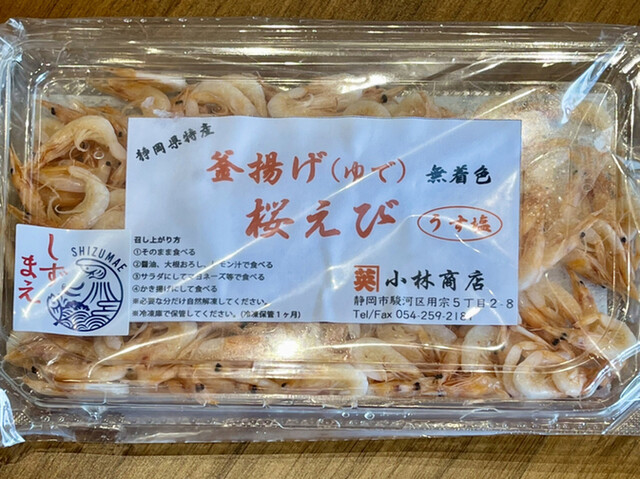 静岡県特産
釜揚げ(ゆで) 無着色
桜えび うす塩
しずまえ
SHIZUMAE
召し上がり方
①そのまま食べる
②醤油、大根おろし、レモン汁で食べる
③サラダにしてマヨネーズ等で食べる
④かき揚げにして食べる
※必要な分だけ自然解凍してください。
※冷凍庫で保管してください。(冷凍保管1ヶ月)
小林商店
静岡市駿河区用宗5丁目2-8
Tel/Fax 054-259-218